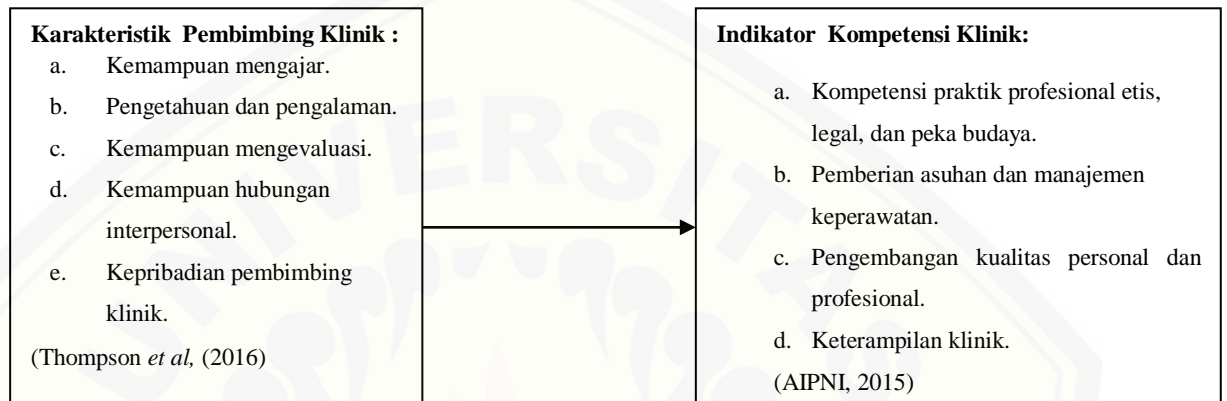 Karakteristik Pembimbing Klinik :
a. Kemampuan mengajar.
b. Pengetahuan dan pengalaman.
c. Kemampuan mengevaluasi.
d. Kemampuan hubungan
interpersonal.
e. Kepribadian pembimbing
klinik.
(Thompson et al, (2016)
Indikator Kompetensi Klinik:
a. Kompetensi praktik profesional etis,
legal, dan peka budaya.
b. Pemberian asuhan dan manajemen
keperawatan.
c. Pengembangan kualitas personal dan
profesional.
d. Keterampilan klinik.
(AIPNI, 2015)
UNIVERSITAS